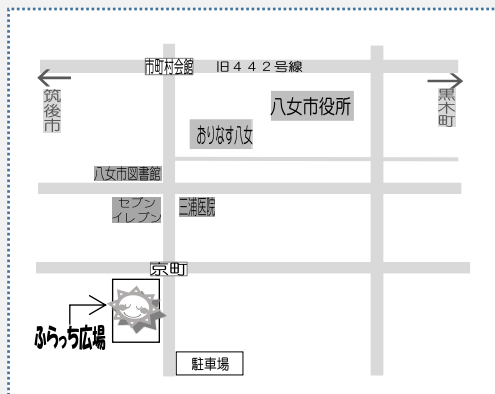 市町村会館
旧４４２号線
筑後市
黒木町
八女市役所
おりなす八女
八女市図書館
セブン
イレブン
三浦医院
京町
ふらっち広場
駐車場